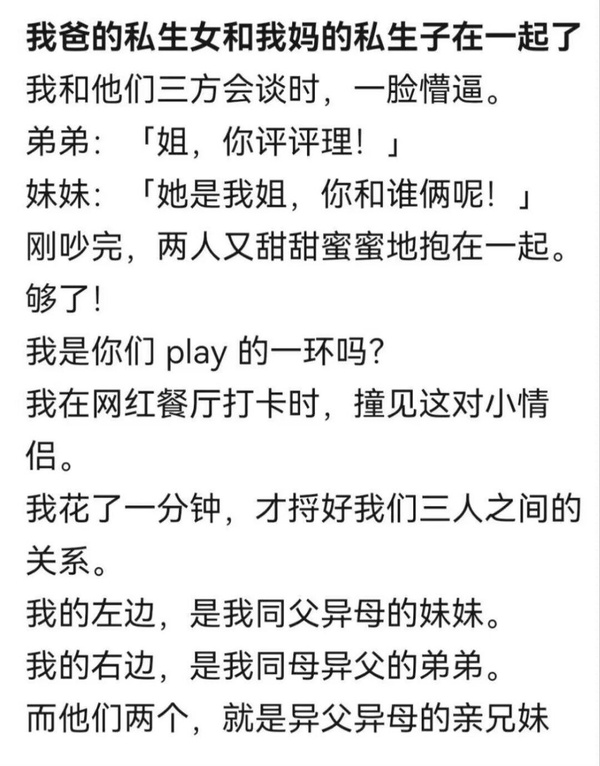 我爸的私生女和我妈的私生子在一起了
我和他们三方会谈时，一脸懵逼。
弟弟：「姐，你评评理！」
妹妹：「她是我姐，你和谁俩呢！」
刚吵完，两人又甜甜蜜蜜地抱在一起。
够了！
我是你们 play 的一环吗？
我在网红餐厅打卡时，撞见这对小情
侣。
我花了一分钟，才捋好我们三人之间的
关系。
我的左边，是我同父异母的妹妹。
我的右边，是我同母异父的弟弟。
而他们两个，就是异父异母的亲兄妹